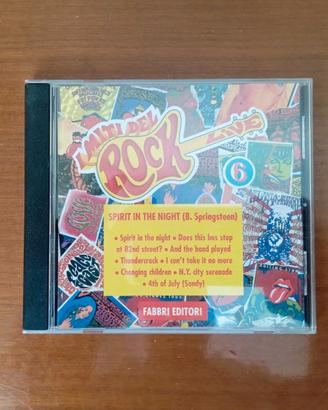 I MITI DEL
ROCK
LIVE
6
SPIRIT IN THE NIGHT (B. Springsteen)
• Spirit in the night • Does this bus stop
at 82nd street? • And the band played
• Thundercrack • I can't take it no more
• Changing children • N.Y. city serenade
• 4th of July (Sandy)
FABBRI EDITORI